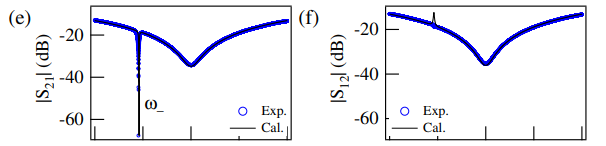 (e)
|S21| (dB)
-20
-40
-60
ω_
Exp.
Cal.
(f)
|S12| (dB)
-20
-40
-60
Exp.
Cal.